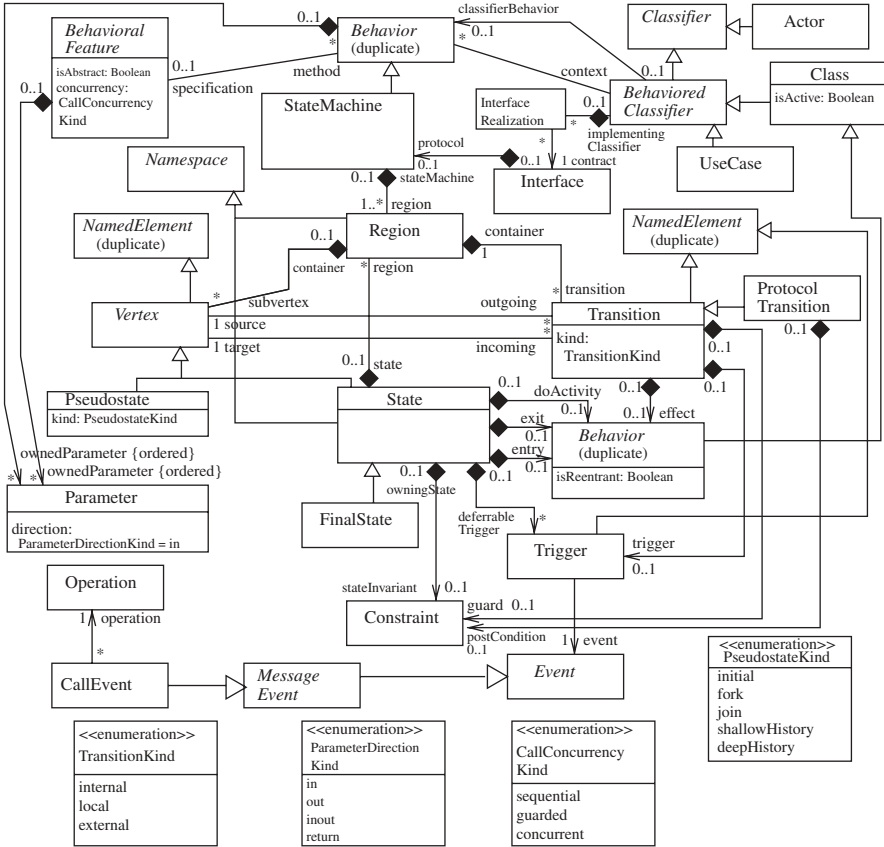 0..1
Behavioral
Feature
isAbstract: Boolean
concurrency:
CallConcurrency
Kind
0..1
0..1
specification
*
method
Behavior
(duplicate)
classifierBehavior
0..1
*
context
0..1
Classifier
Actor
Behaviored
Classifier
Class
isActive: Boolean
UseCase
StateMachine
Interface
Realization
0..1
*
implementing
Classifier
*
1 contract
protocol
0..1
0..1
Interface
0..1
stateMachine
1..* region
Namespace
NamedElement
(duplicate)
0..1
container
Region
container
1
* region
*
subvertex
NamedElement
(duplicate)
Protocol
Transition
0..1
*
transition
Vertex
1 source
1 target
outgoing
*
*
incoming
Transition
kind:
TransitionKind
0..1
0..1
0..1
0..1
effect
state
0..1
Pseudostate
kind: PseudostateKind
State
0..1
doActivity
0..1
exit
0..1
entry
0..1
Behavior
(duplicate)
isReentrant: Boolean
ownedParameter {ordered}
ownedParameter {ordered}
*
*
Parameter
direction:
ParameterDirectionKind = in
0..1
owningState
0..1
deferrable
Trigger
*
FinalState
Trigger
trigger
0..1
stateInvariant
0..1
Constraint
guard 0..1
postCondition
0..1
1
event
Operation
1
operation
*
CallEvent
Message
Event
Event
<<enumeration>>
PseudostateKind
initial
fork
join
shallowHistory
deepHistory
<<enumeration>>
TransitionKind
internal
local
external
<<enumeration>>
ParameterDirection
Kind
in
out
inout
return
<<enumeration>>
CallConcurrency
Kind
sequential
guarded
concurrent